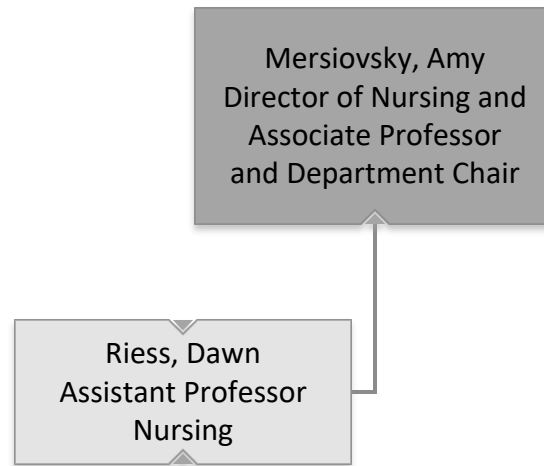 Mersiovsky, Amy
Director of Nursing and
Associate Professor
and Department Chair
Riess, Dawn
Assistant Professor
Nursing